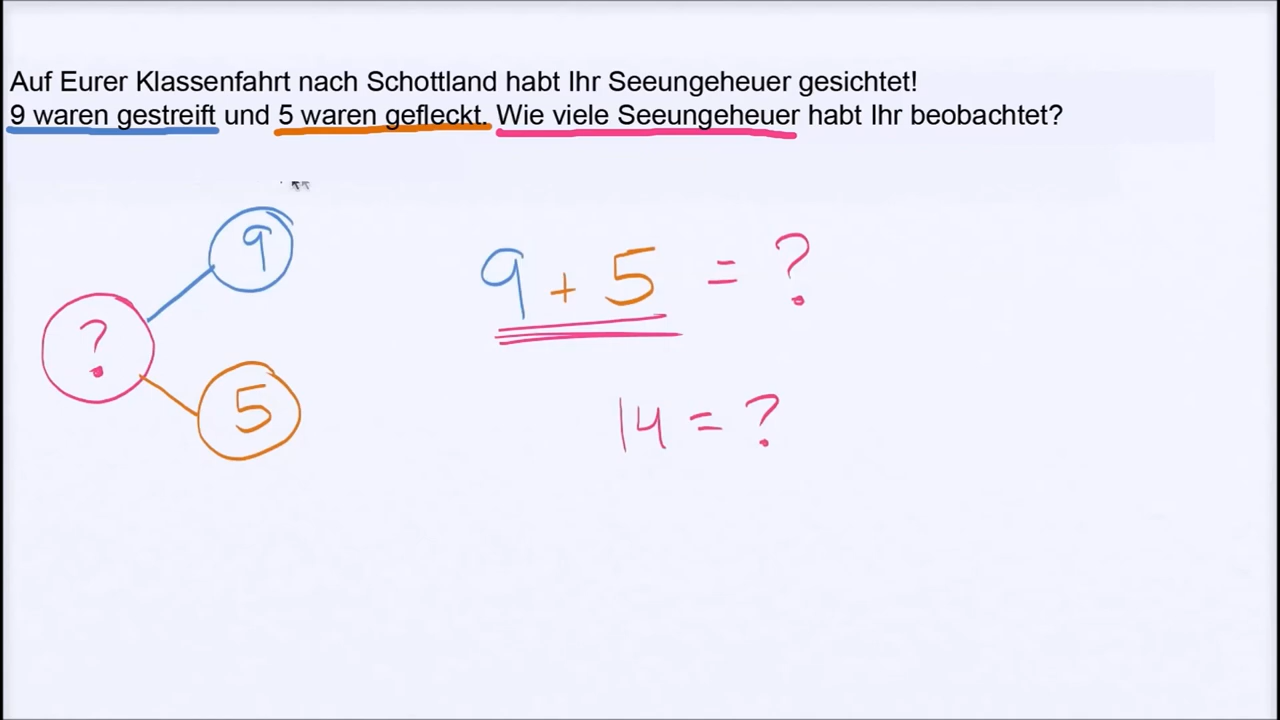 Auf Eurer Klassenfahrt nach Schottland habt Ihr Seeungeheuer gesichtet!
9 waren gestreift und 5 waren gefleckt. Wie viele Seeungeheuer habt Ihr beobachtet?
9
9 + 5 = ?
?
5
14 = ?